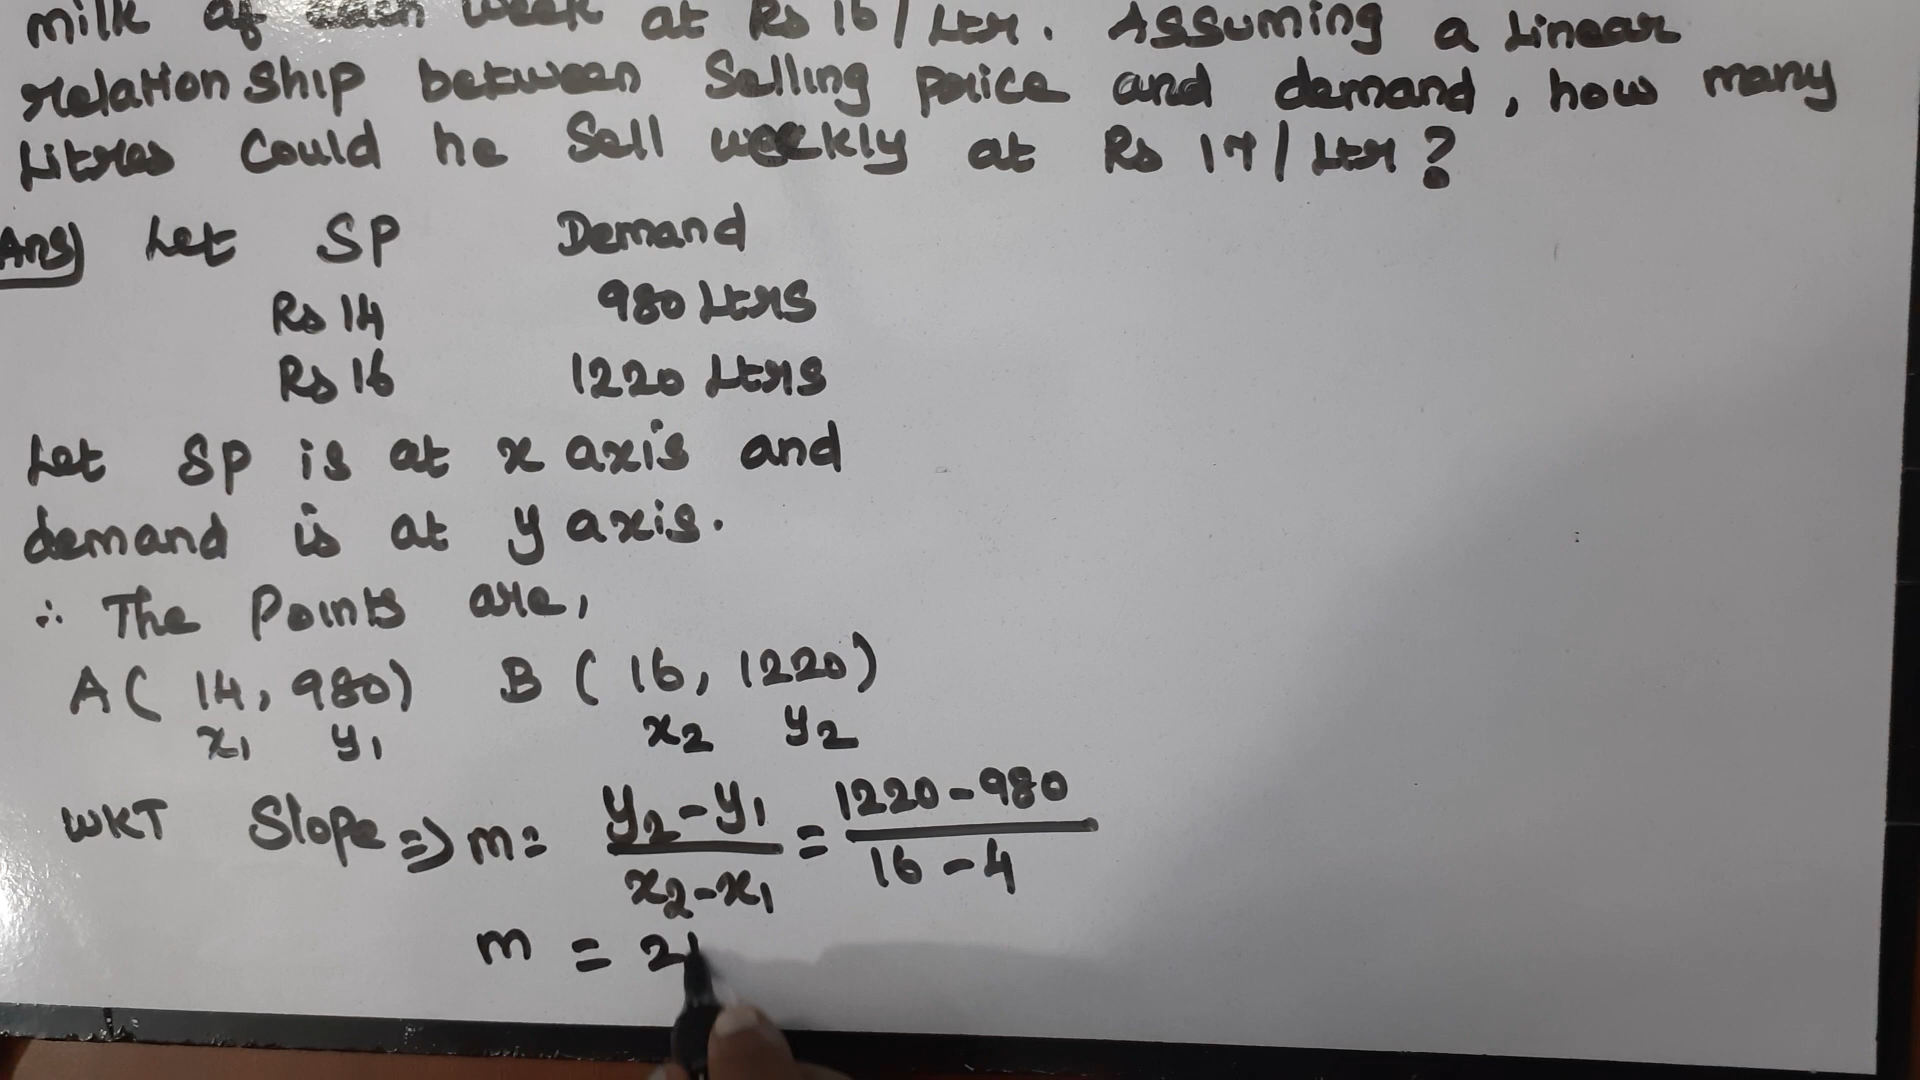 milk of each week at Rs 16/Ltr. Assuming a Linear
relationship between Selling price and demand, how many
Litres Could he Sell weekly at Rs 17/Ltr?
Ans) Let SP Demand
Rs 14 980 Ltrs
Rs 16 1220 Ltrs
Let SP is at x axis and
demand is at y axis.
∴ The Points are,
A( 14, 980) B ( 16, 1220)
x1 y1 x2 y2
WKT Slope => m = y2-y1 / x2-x1 = 1220-980 / 16-4
m = 2